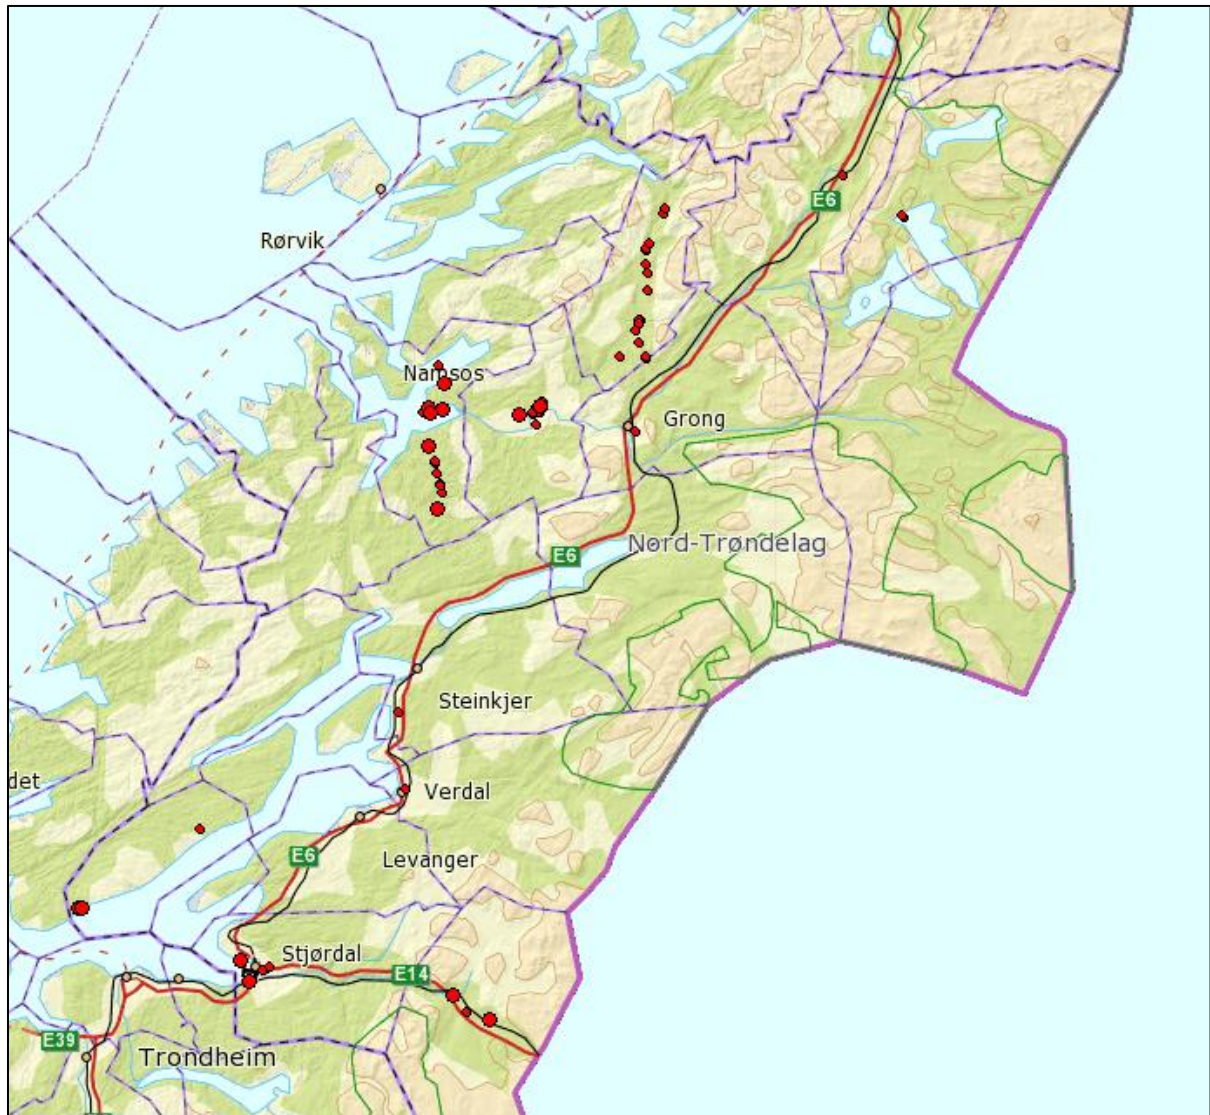 E6
Rørvik
Namsos
Grong
Nord-Trøndelag
E6
Steinkjer
det
Verdal
E6
Levanger
Stjørdal
E14
E39
Trondheim